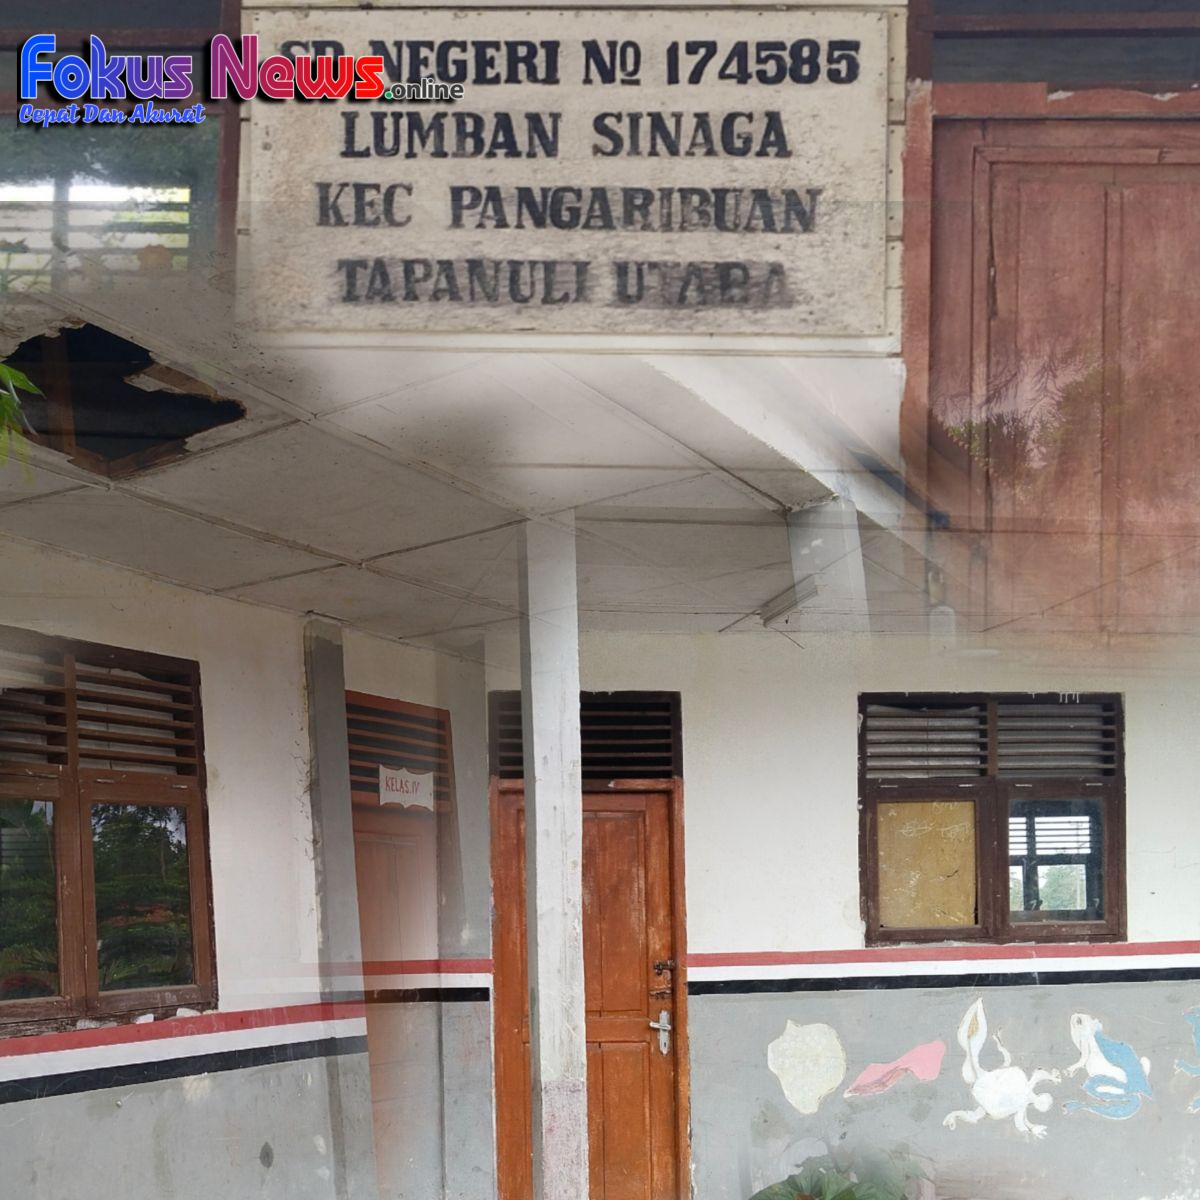 Fokus News.online
Cepat Dan Akurat
SD NEGERI No 174585
LUMBAN SINAGA
KEC PANGARIBUAN
TAPANULI UTARA
KELAS.IV